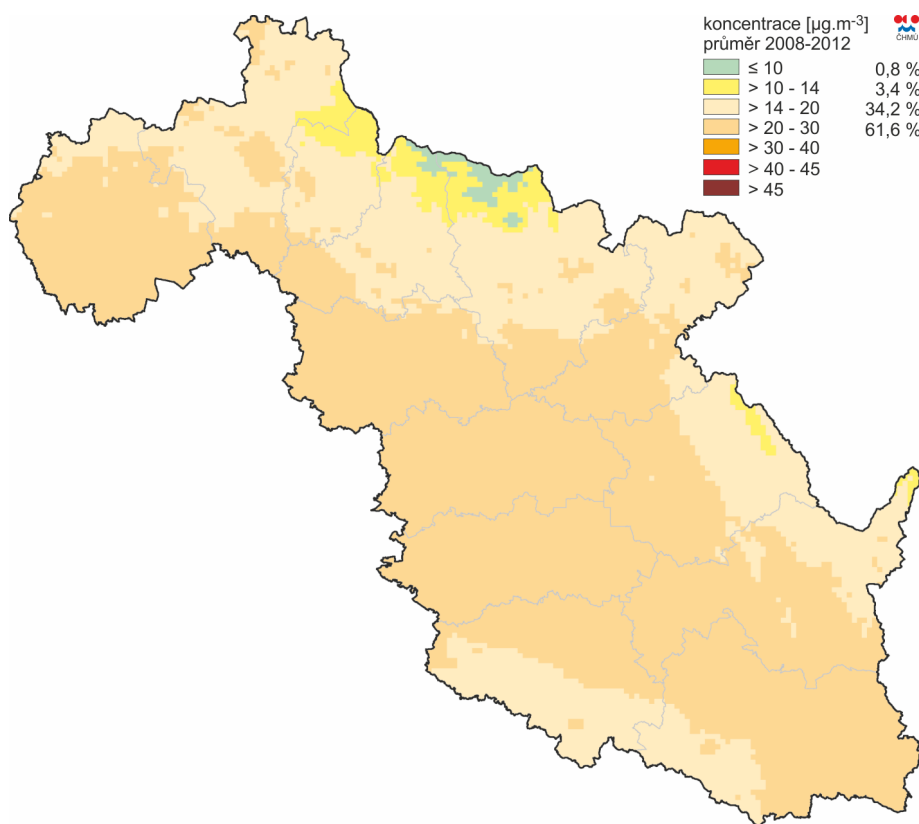 koncentrace [µg.m⁻³]
průměr 2008-2012
ČHMÚ
≤ 10 0,8 %
> 10 - 14 3,4 %
> 14 - 20 34,2 %
> 20 - 30 61,6 %
> 30 - 40
> 40 - 45
> 45